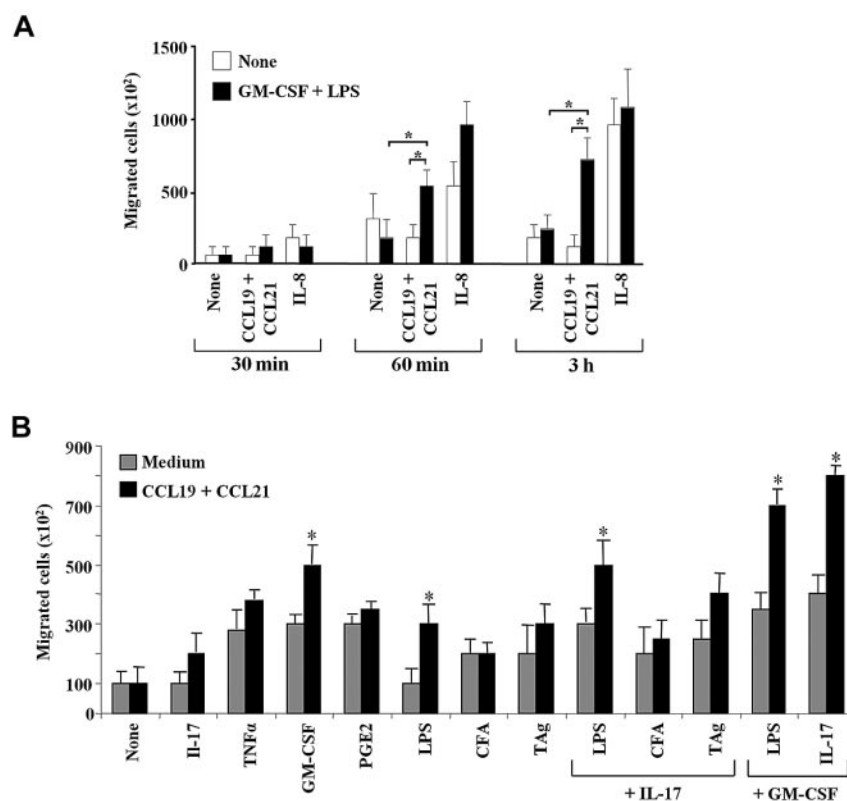 A
1500
1000
500
0
Migrated cells (x10²)
None
GM-CSF + LPS
*
*
*
*
None
CCL19 +
CCL21
IL-8
None
CCL19 +
CCL21
IL-8
None
CCL19 +
CCL21
IL-8
30 min
60 min
3 h
B
900
700
500
300
100
0
Migrated cells (x10²)
Medium
CCL19 + CCL21
*
*
*
*
*
None
Il-17
TNFα
GM-CSF
PGE2
LPS
CFA
TAg
LPS
CFA
TAg
LPS
IL-17
+ IL-17
+ GM-CSF